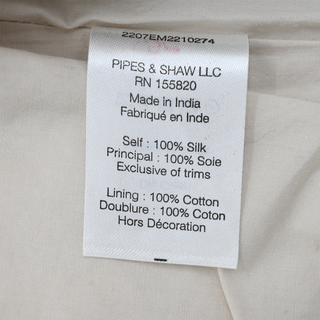 2207EM2210274
PIPES & SHAW LLC
RN 155820
Made in India
Fabriqué en Inde
Self : 100% Silk
Principal : 100% Soie
Exclusive of trims
Lining : 100% Cotton
Doublure : 100% Coton
Hors Décoration